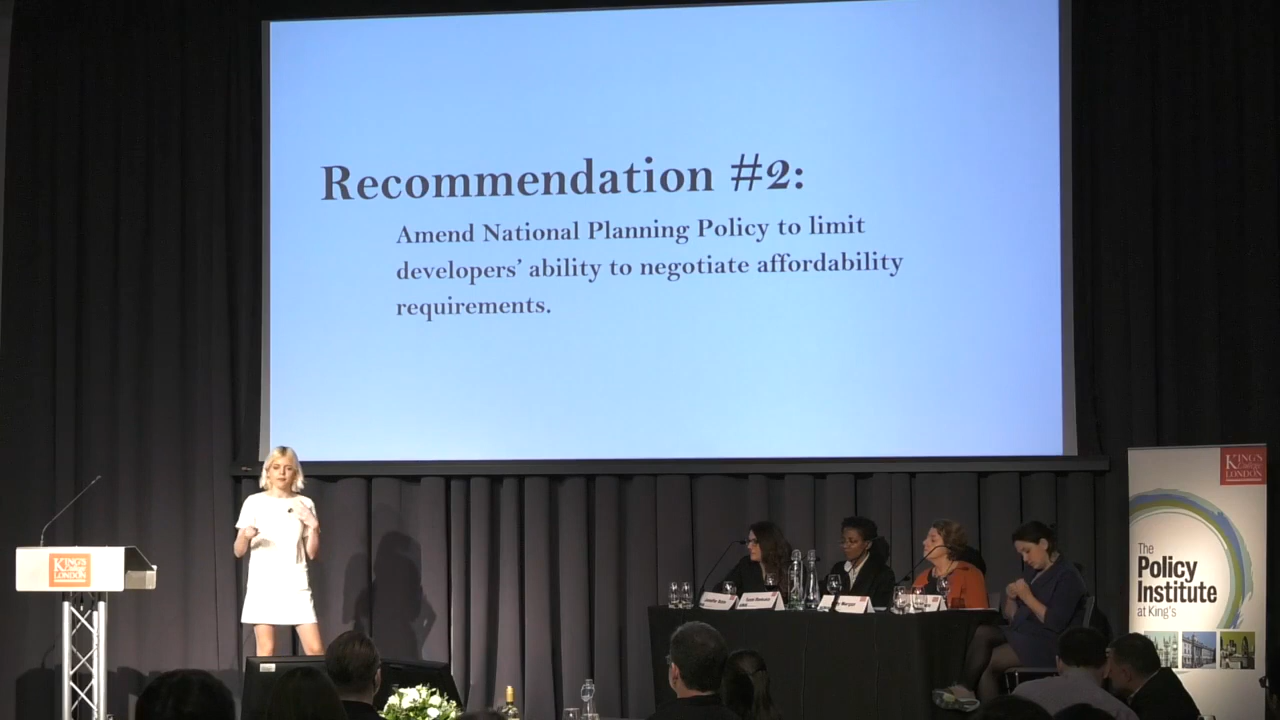 Recommendation #2:
Amend National Planning Policy to limit
developers' ability to negotiate affordability
requirements.
KING'S
College
LONDON
KING'S
College
LONDON
The
Policy
Institute
at King's